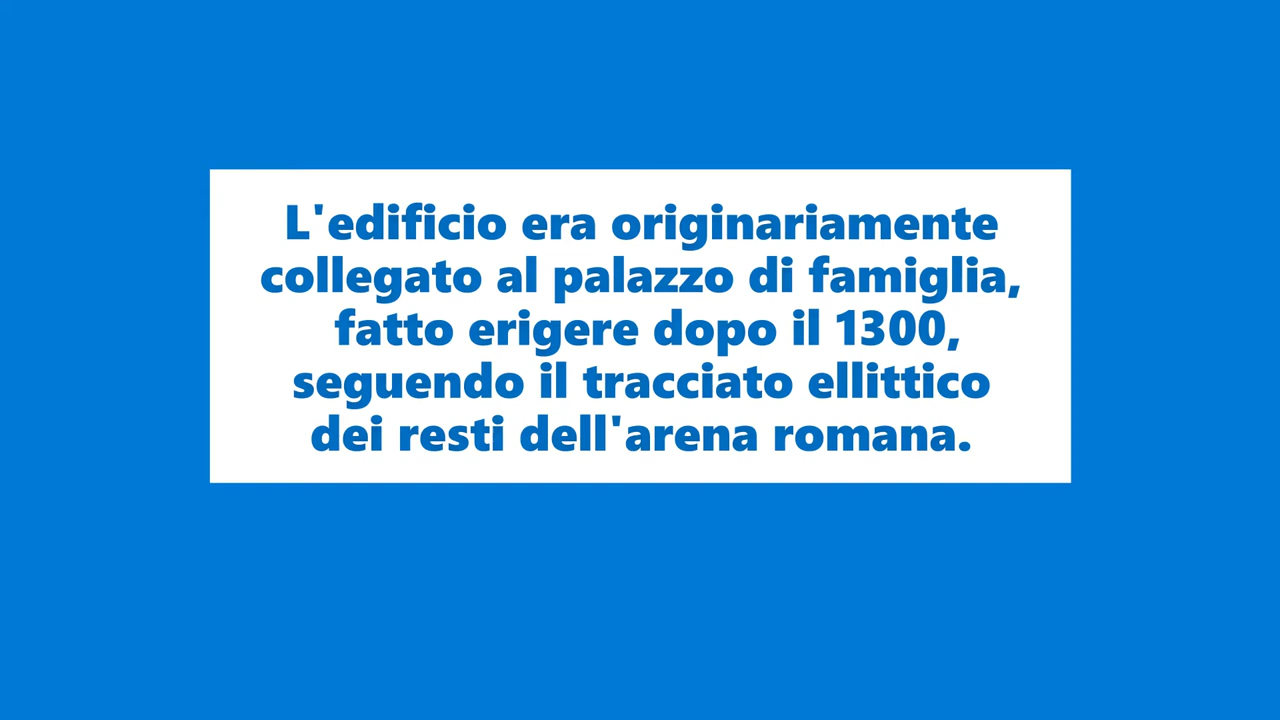 L'edificio era originariamente
collegato al palazzo di famiglia,
fatto erigere dopo il 1300,
seguendo il tracciato ellittico
dei resti dell'arena romana.